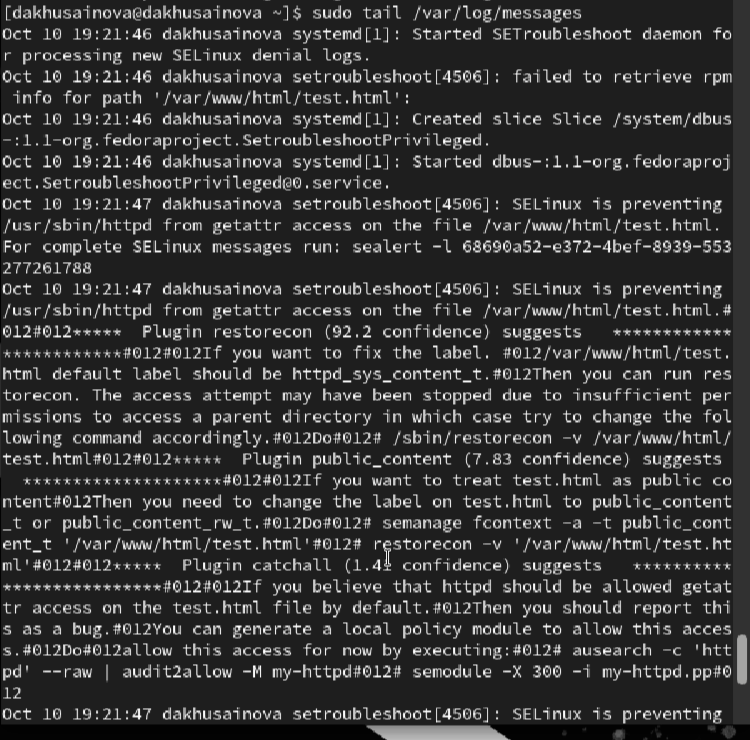 [dakhusainova@dakhusainova ~]$ sudo tail /var/log/messages
Oct 10 19:21:46 dakhusainova systemd[1]: Started SETroubleshoot daemon fo
r processing new SELinux denial logs.
Oct 10 19:21:46 dakhusainova setroubleshoot[4506]: failed to retrieve rpm
 info for path '/var/www/html/test.html':
Oct 10 19:21:46 dakhusainova systemd[1]: Created slice Slice /system/dbus
-:1.1-org.fedoraproject.SetroubleshootPrivileged.
Oct 10 19:21:46 dakhusainova systemd[1]: Started dbus-:1.1-org.fedoraproj
ect.SetroubleshootPrivileged@0.service.
Oct 10 19:21:47 dakhusainova setroubleshoot[4506]: SELinux is preventing 
/usr/sbin/httpd from getattr access on the file /var/www/html/test.html. 
For complete SELinux messages run: sealert -l 68690a52-e372-4bef-8939-553
277261788
Oct 10 19:21:47 dakhusainova setroubleshoot[4506]: SELinux is preventing 
/usr/sbin/httpd from getattr access on the file /var/www/html/test.html.#
012#012***** Plugin restorecon (92.2 confidence) suggests ************
************#012#012If you want to fix the label. #012/var/www/html/test.
html default label should be httpd_sys_content_t.#012Then you can run res
torecon. The access attempt may have been stopped due to insufficient per
missions to access a parent directory in which case try to change the fol
lowing command accordingly.#012Do#012# /sbin/restorecon -v /var/www/html/
test.html#012#012***** Plugin public_content (7.83 confidence) suggests 
 ********************#012#012If you want to treat test.html as public co
ntent#012Then you need to change the label on test.html to public_content
_t or public_content_rw_t.#012Do#012# semanage fcontext -a -t public_cont
ent_t '/var/www/html/test.html'#012# restorecon -v '/var/www/html/test.ht
ml'#012#012***** Plugin catchall (1.41 confidence) suggests **********
****************#012#012If you believe that httpd should be allowed getat
tr access on the test.html file by default.#012Then you should report thi
s as a bug.#012You can generate a local policy module to allow this acces
s.#012Do#012allow this access for now by executing:#012# ausearch -c 'htt
pd' --raw | audit2allow -M my-httpd#012# semodule -X 300 -i my-httpd.pp#0
12
Oct 10 19:21:47 dakhusainova setroubleshoot[4506]: SELinux is preventing